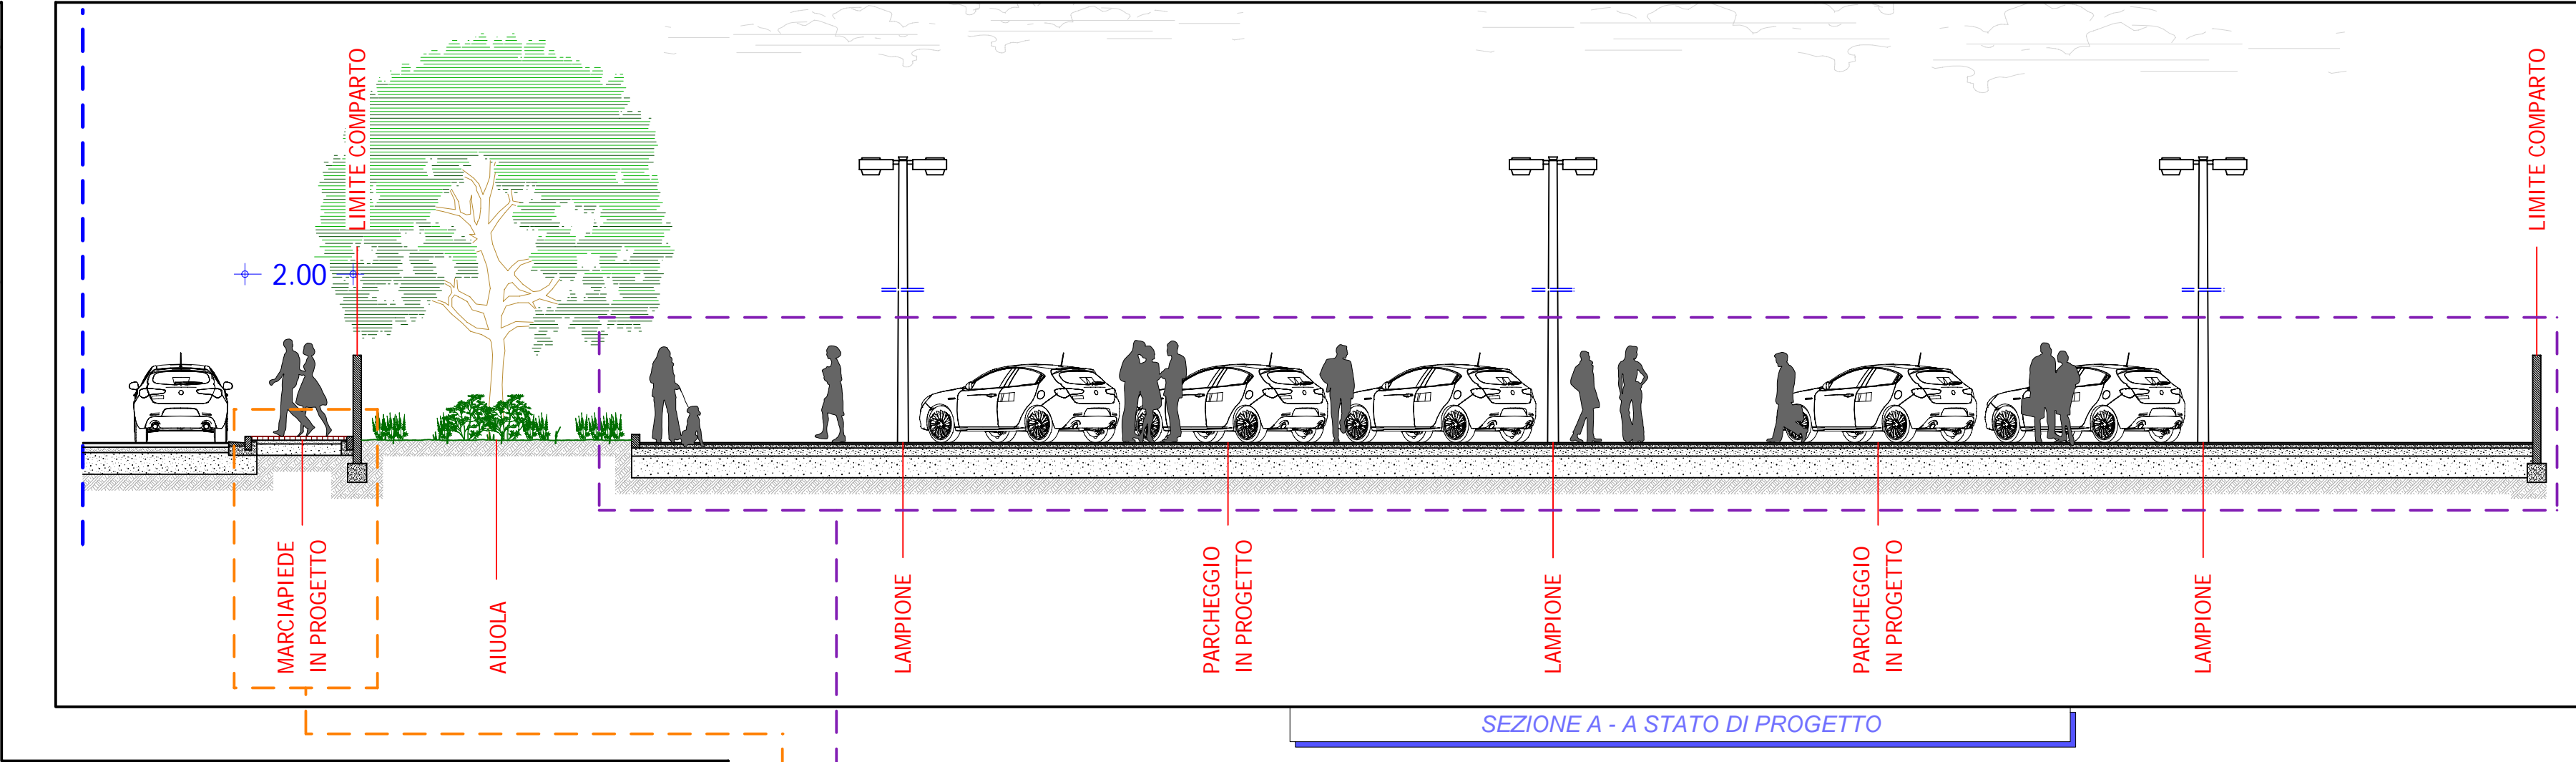 LIMITE COMPARTO
LIMITE COMPARTO
2.00
MARCIAPIEDE
IN PROGETTO
AIUOLA
LAMPIONE
PARCHEGGIO
IN PROGETTO
LAMPIONE
PARCHEGGIO
IN PROGETTO
LAMPIONE
SEZIONE A - A STATO DI PROGETTO